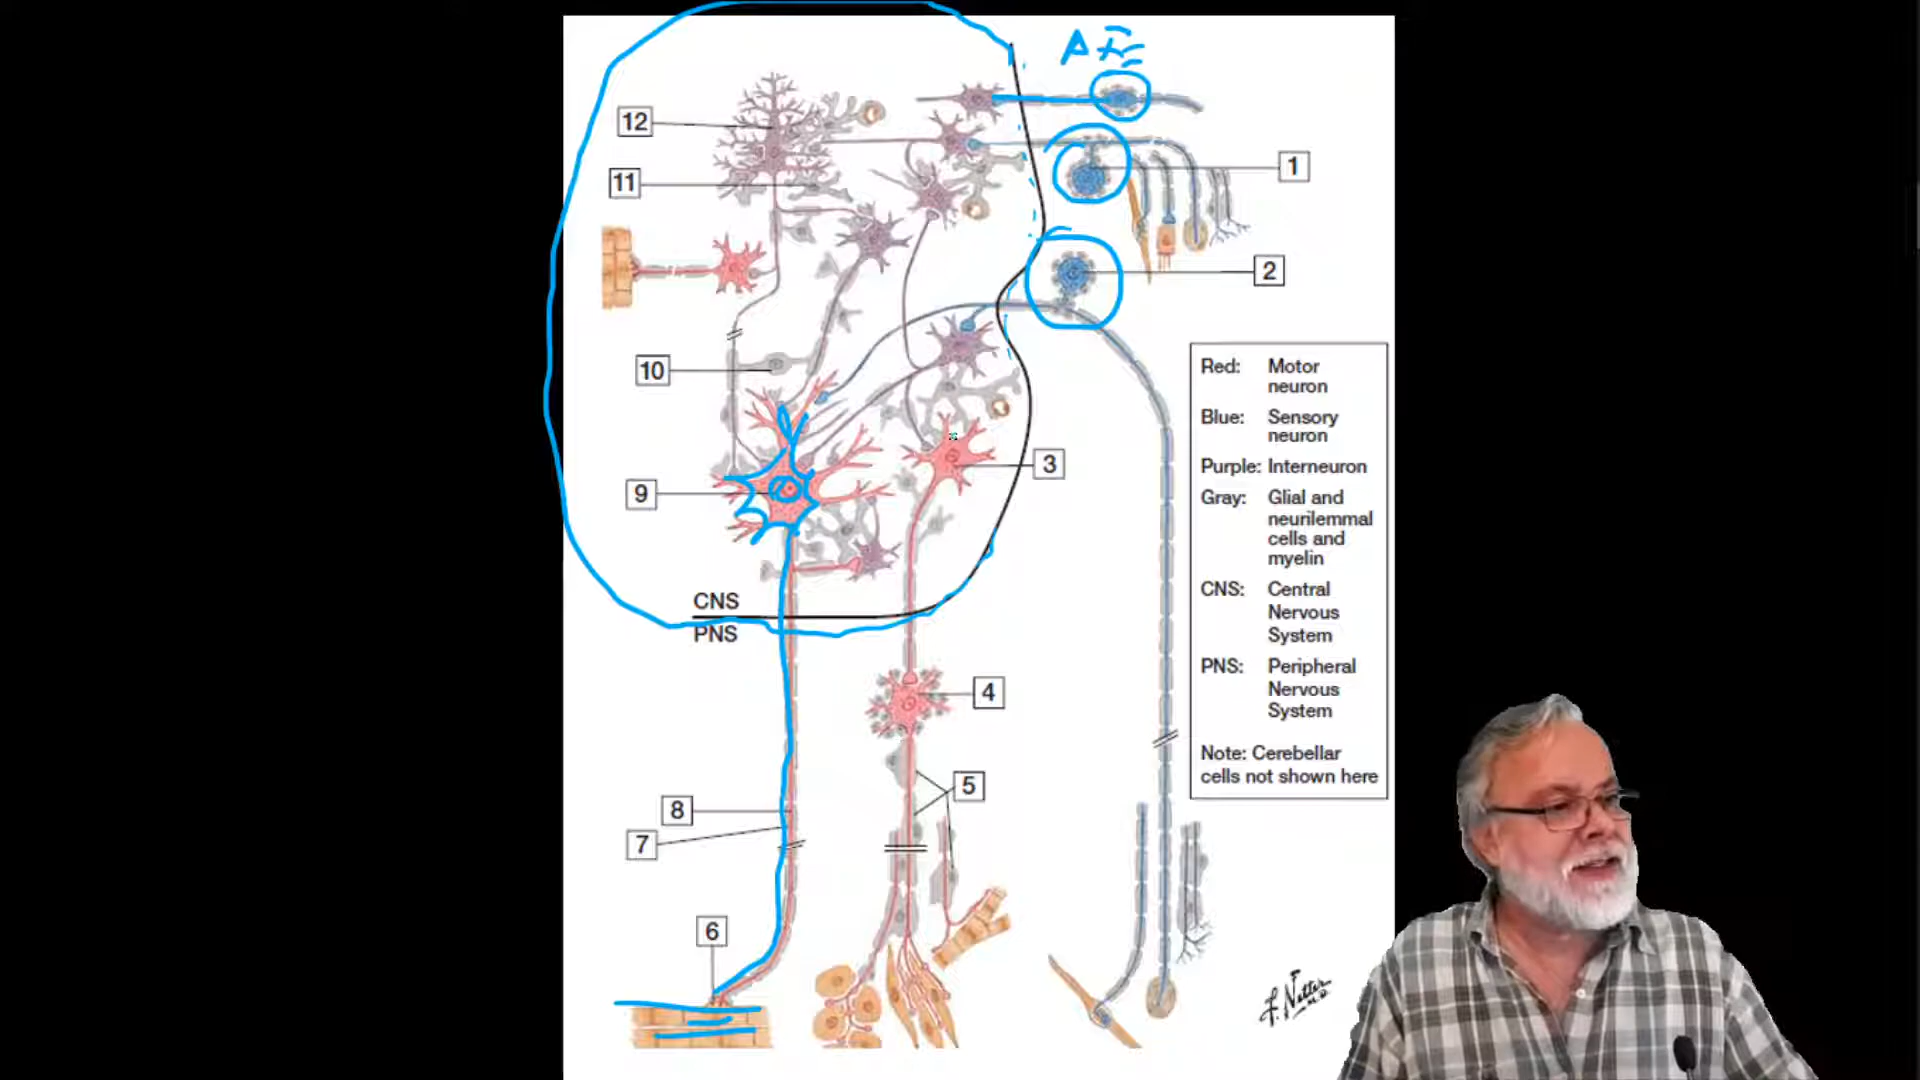 AFF
12
11
1
2
10
9
3
CNS
PNS
4
5
8
7
6
Red: Motor
neuron
Blue: Sensory
neuron
Purple: Interneuron
Gray: Glial and
neurilemmal
cells and
myelin
CNS: Central
Nervous
System
PNS: Peripheral
Nervous
System
Note: Cerebellar
cells not shown here
F. Netter
M.D.